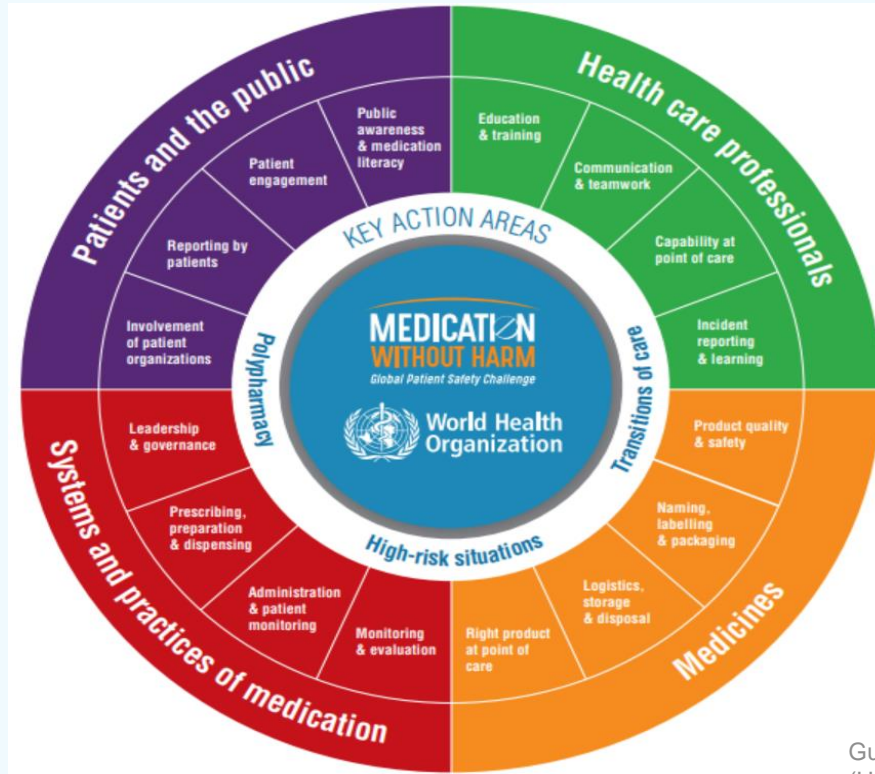 Patients and the public
Public
awareness
& medication
literacy
Patient
engagement
Reporting by
patients
Involvement
of patient
organizations
Health care professionals
Education
& training
Communication
& teamwork
Capability at
point of care
Incident
reporting
& learning
KEY ACTION AREAS
Polypharmacy
Transitions of care
High-risk situations
MEDICATION
WITHOUT HARM
Global Patient Safety Challenge
World Health
Organization
Systems and practices of medication
Leadership
& governance
Prescribing,
preparation
& dispensing
Administration
& patient
monitoring
Monitoring
& evaluation
Medicines
Product quality
& safety
Naming,
labelling
& packaging
Logistics,
storage
& disposal
Right product
at point of
care
Gu